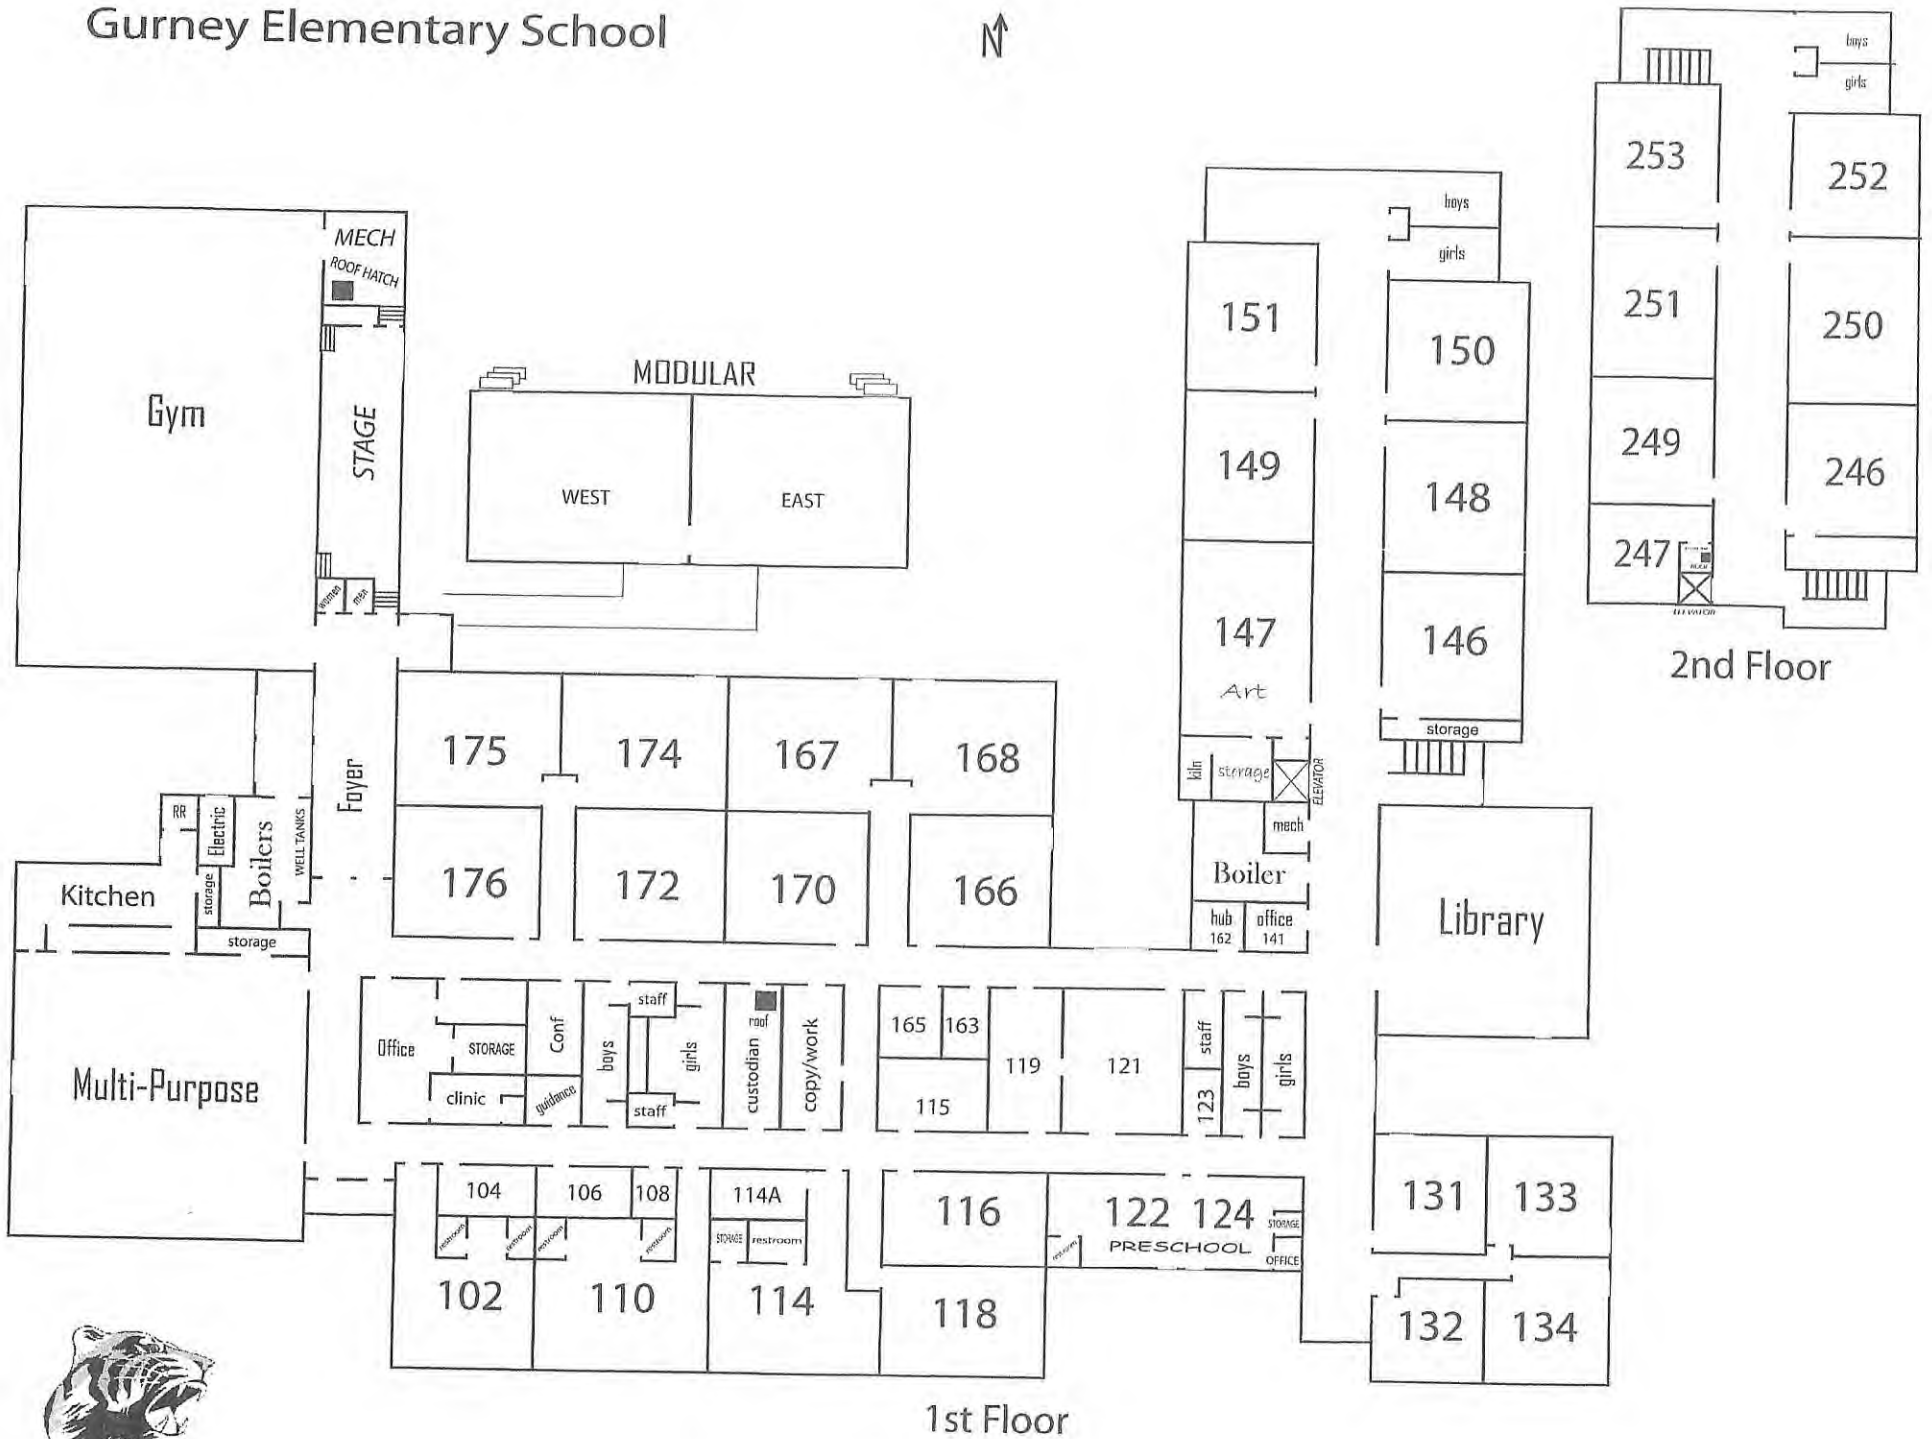 Gurney Elementary School
N
boys
girls
253
252
251
250
249
246
247
ELEVATOR
2nd Floor
MECH
ROOF HATCH
Gym
STAGE
women
men
MODULAR
WEST
EAST
boys
girls
151
150
149
148
147
Art
146
storage
kiln
storage
ELEVATOR
mech
Boiler
hub
162
office
141
Library
175
174
167
168
Foyer
176
172
170
166
RR
Electric
Boilers
WELL TANKS
Kitchen
storage
storage
Multi-Purpose
Office
STORAGE
clinic
Conf
guidance
boys
staff
staff
girls
roof
custodian
copy/work
165
163
115
119
121
staff
123
boys
girls
104
106
108
114A
restroom
restroom
restroom
restroom
STORAGE
restroom
102
110
114
116
118
122
124
PRESCHOOL
restroom
STORAGE
OFFICE
131
133
132
134
1st Floor